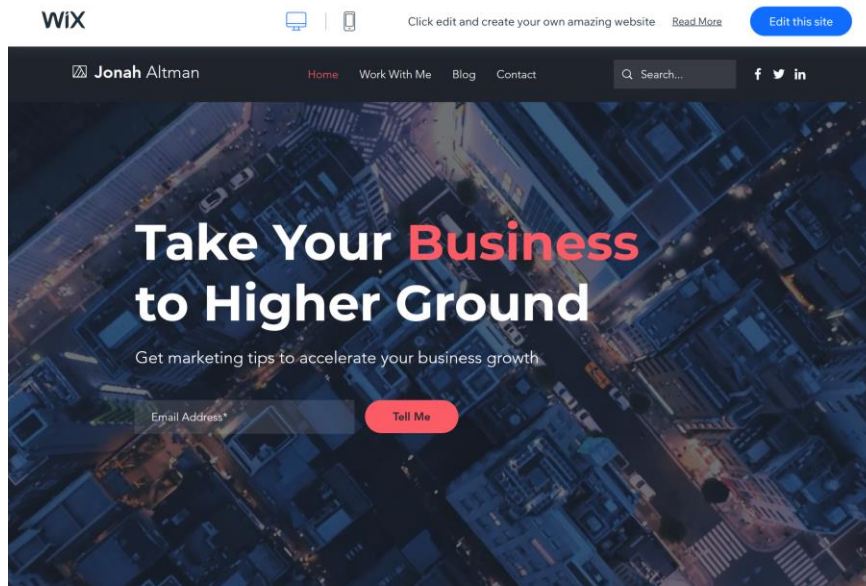 WiX
Click edit and create your own amazing website Read More
Edit this site
Jonah Altman
Home Work With Me Blog Contact
Search...
Take Your Business
to Higher Ground
Get marketing tips to accelerate your business growth
Email Address*
Tell Me